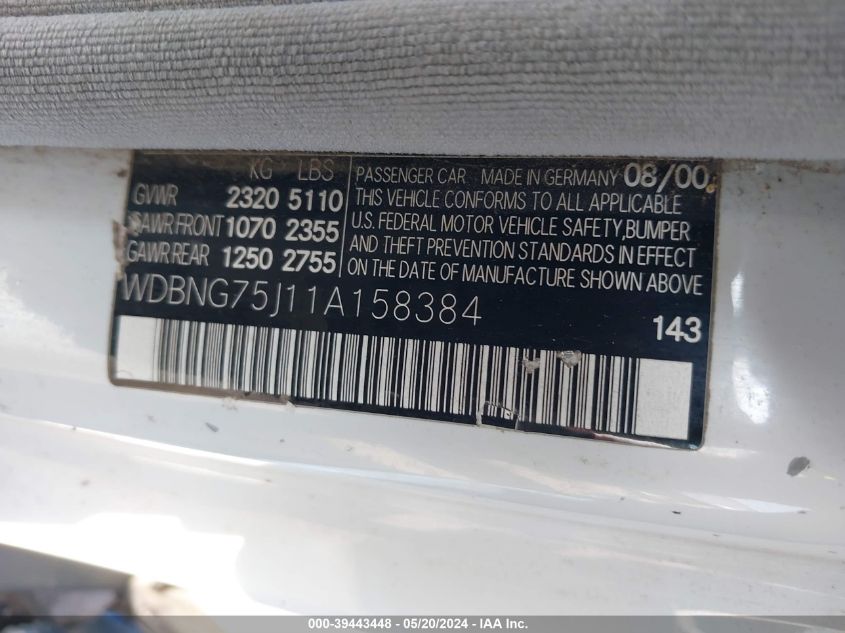 KG LBS
GVWR 2320 5110
GAWR FRONT 1070 2355
GAWR REAR 1250 2755
PASSENGER CAR MADE IN GERMANY 08/00
THIS VEHICLE CONFORMS TO ALL APPLICABLE
U.S. FEDERAL MOTOR VEHICLE SAFETY, BUMPER
AND THEFT PREVENTION STANDARDS IN EFFECT
ON THE DATE OF MANUFACTURE SHOWN ABOVE
WDBNG75J11A158384
143
000-39443448 - 05/20/2024 - IAA, Inc.